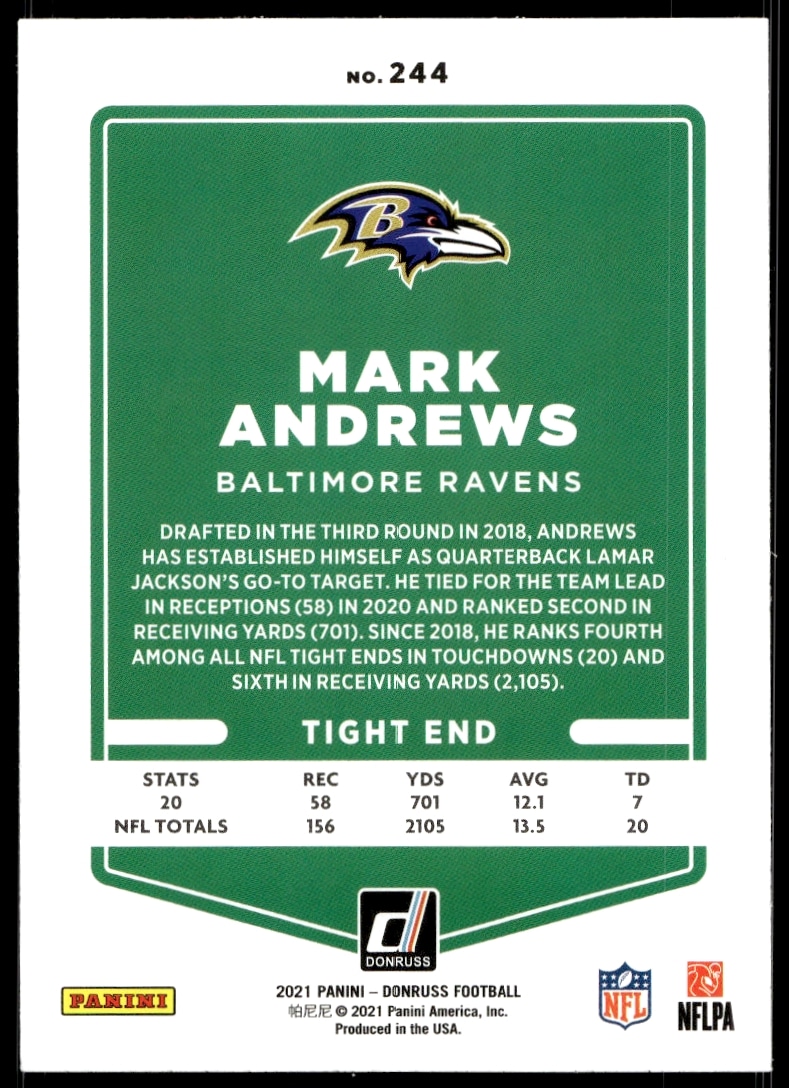 NO. 244
B
MARK
ANDREWS
BALTIMORE RAVENS
DRAFTED IN THE THIRD ROUND IN 2018, ANDREWS
HAS ESTABLISHED HIMSELF AS QUARTERBACK LAMAR
JACKSON'S GO-TO TARGET. HE TIED FOR THE TEAM LEAD
IN RECEPTIONS (58) IN 2020 AND RANKED SECOND IN
RECEIVING YARDS (701). SINCE 2018, HE RANKS FOURTH
AMONG ALL NFL TIGHT ENDS IN TOUCHDOWNS (20) AND
SIXTH IN RECEIVING YARDS (2,105).
TIGHT END
STATS REC YDS AVG TD
20 58 701 12.1 7
NFL TOTALS 156 2105 13.5 20
d
DONRUSS
PANINI
2021 PANINI – DONRUSS FOOTBALL
帕尼尼 © 2021 Panini America, Inc.
Produced in the USA.
NFL
NFLPA